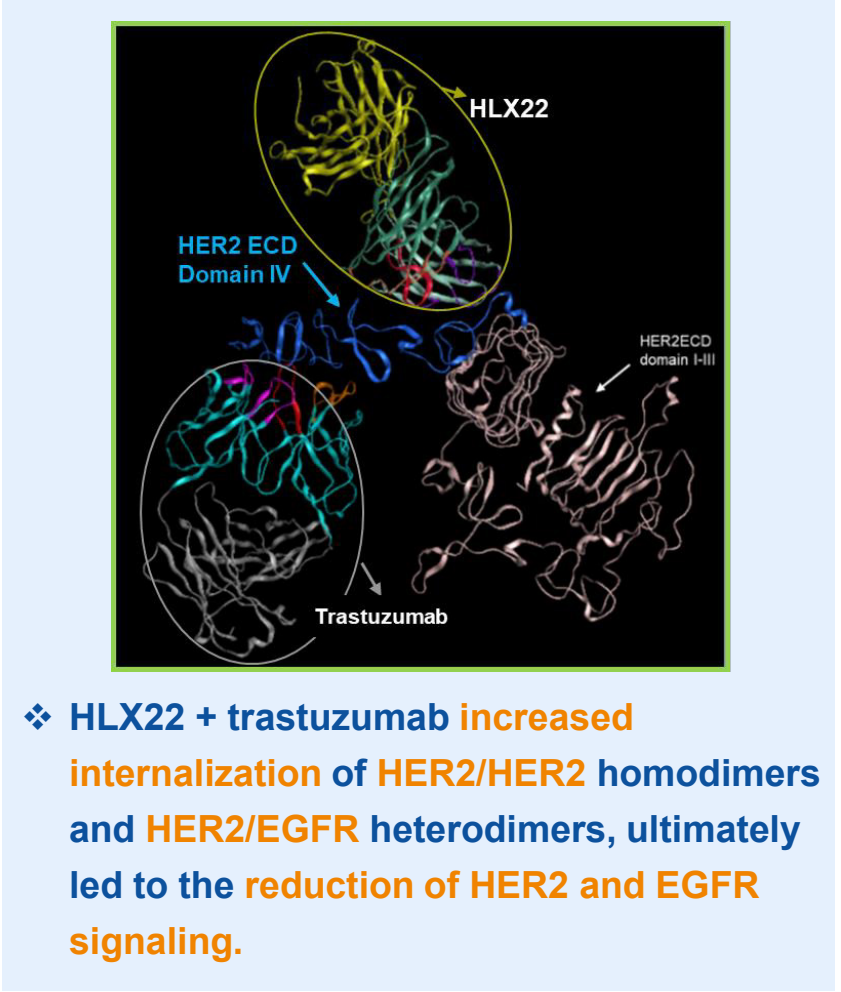 HLX22
HER2 ECD
Domain IV
HER2ECD
domain I-III
Trastuzumab
❖ HLX22 + trastuzumab increased
internalization of HER2/HER2 homodimers
and HER2/EGFR heterodimers, ultimately
led to the reduction of HER2 and EGFR
signaling.